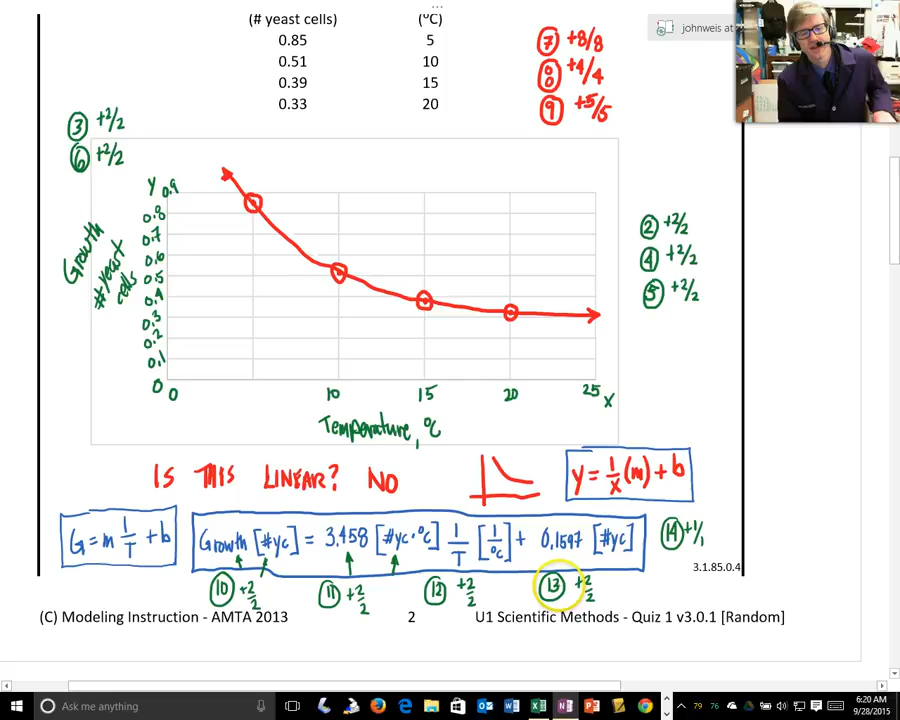 (# yeast cells) (⁰C)
0.85 5
0.51 10
0.39 15
0.33 20
johnweis at
7 +8/8
8 +4/4
9 +5/5
3 +2/2
6 +2/2
2 +2/2
4 +2/2
5 +2/2
Growth
#yeast
cells
Y 0.9
0.8
0.7
0.6
0.5
0.4
0.3
0.2
0.1
0
0 10 15 20 25 X
Temperature, °C
IS THIS LINEAR? NO
y = 1/x (m) + b
G = m 1/T + b
Growth [#yc] = 3.458 [#yc·°C] 1/T [1/°C] + 0.1597 [#yc]
14 +1/1
10 +2/2 11 +2/2 12 +2/2 13 +2/2
3.1.85.0.4
(C) Modeling Instruction - AMTA 2013 2 U1 Scientific Methods - Quiz 1 v3.0.1 [Random]
Ask me anything
79 76
6:20 AM
9/28/2015